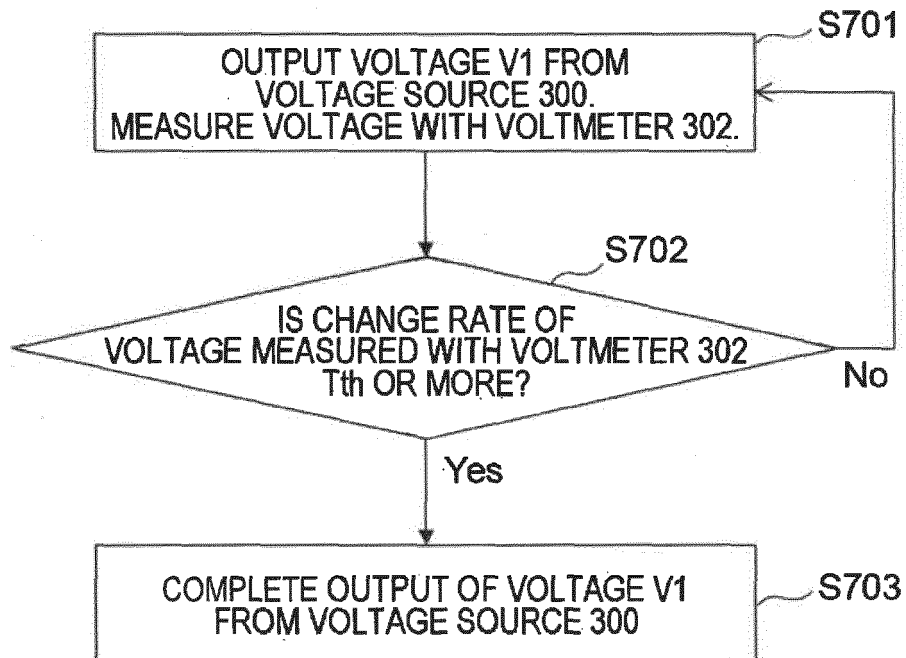 S701
OUTPUT VOLTAGE V1 FROM
VOLTAGE SOURCE 300.
MEASURE VOLTAGE WITH VOLTMETER 302.
S702
IS CHANGE RATE OF
VOLTAGE MEASURED WITH VOLTMETER 302
Tth OR MORE?
No
Yes
S703
COMPLETE OUTPUT OF VOLTAGE V1
FROM VOLTAGE SOURCE 300